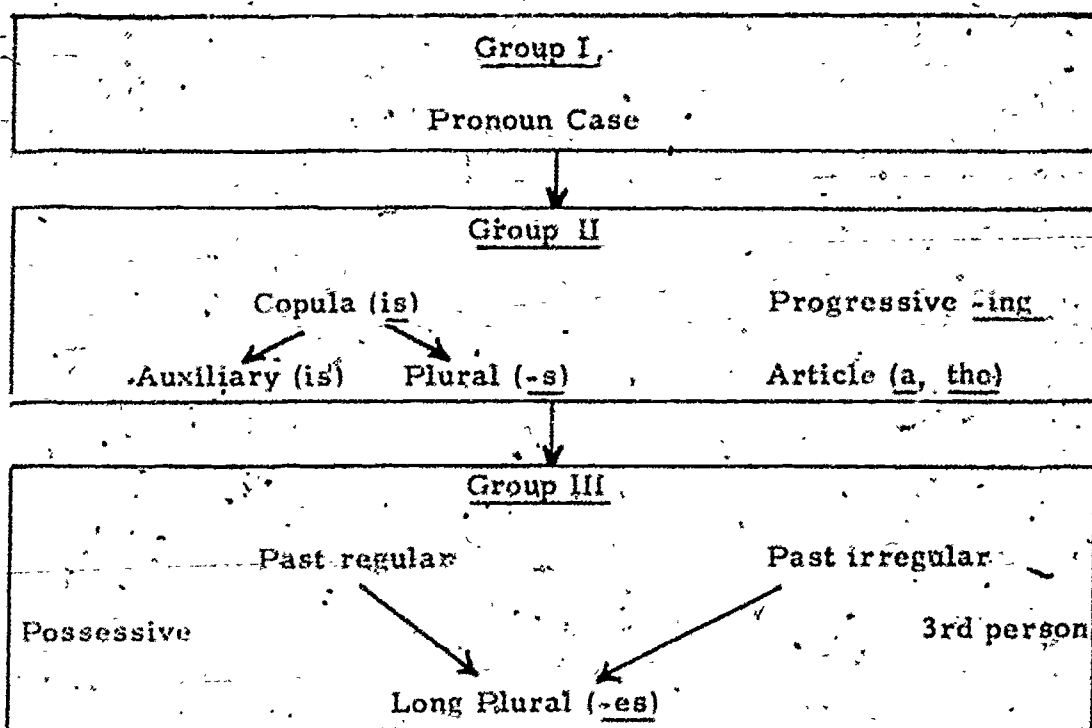 Group I
Pronoun Case
Group II
Copula (is) Progressive -ing
Auxiliary (is) Plural (-s) Article (a, the)
Group III
Past regular Past irregular
Possessive 3rd person
Long Plural (-es)